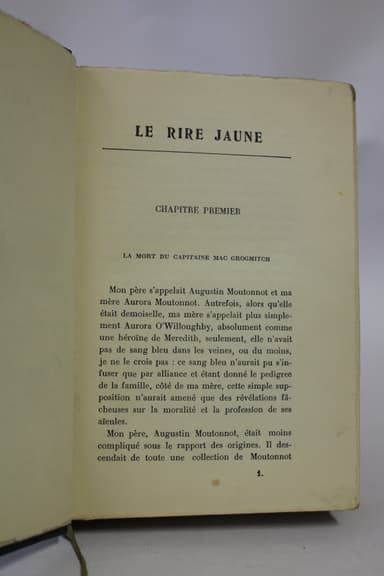 LE RIRE JAUNE
CHAPITRE PREMIER
LA MORT DU CAPITAINE MAC GROGMITCH
Mon père s'appelait Augustin Moutonnot et ma
mère Aurora Moutonnot. Autrefois, alors qu'elle
était demoiselle, ma mère s'appelait plus simple-
ment Aurora O'Willoughby, absolument comme
une héroïne de Meredith, seulement, elle n'avait
pas de sang bleu dans les veines, ou du moins,
je ne le crois pas : ce sang bleu n'aurait pu s'in-
fuser que par alliance et étant donné le pedigree
de la famille, côté de ma mère, cette simple sup-
position n'aurait amené que des révélations fâ-
cheuses sur la moralité et la profession de ses
aïeules.
Mon père, Augustin Moutonnot, était moins
compliqué sous le rapport des origines. Il des-
cendait de toute une collection de Moutonnot
1.